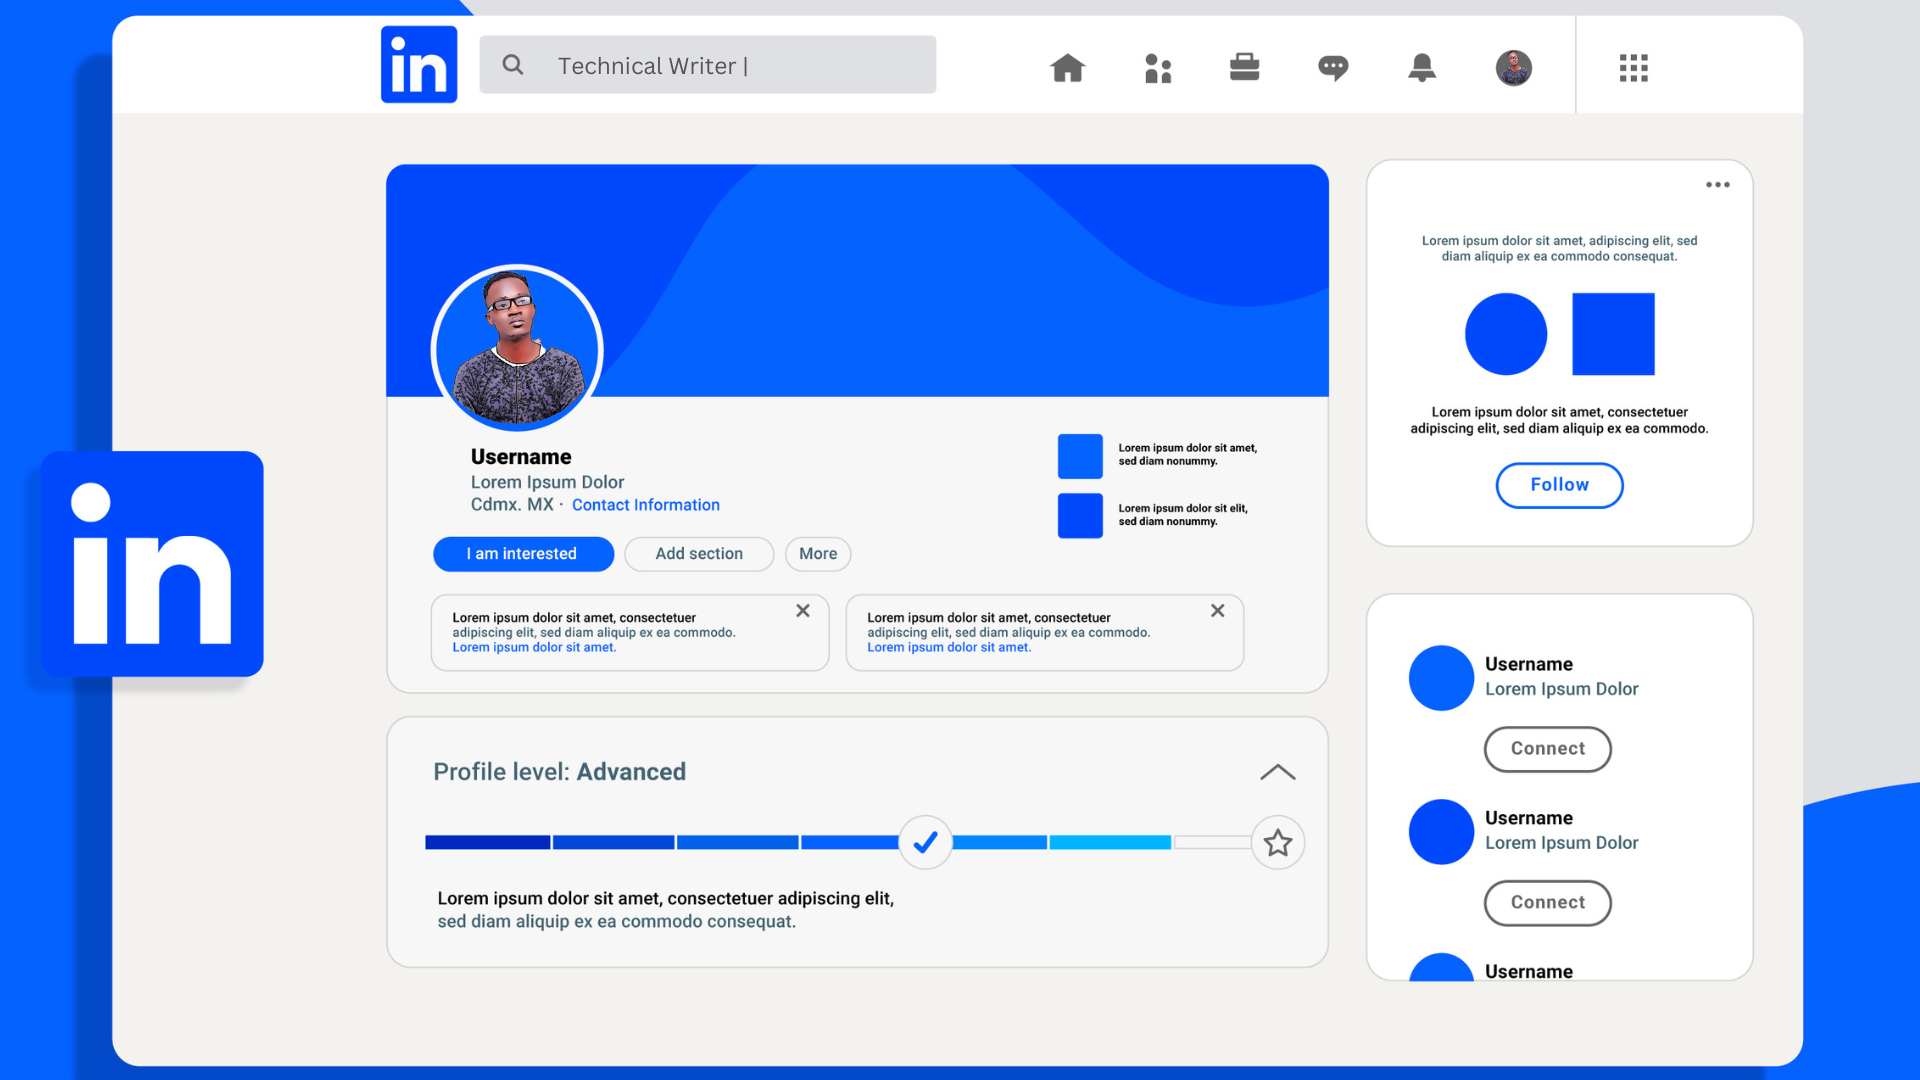 in
Technical Writer |
in
Username
Lorem Ipsum Dolor
Cdmx. MX · Contact Information
I am interested
Add section
More
Lorem ipsum dolor sit amet,
sed diam nonummy.
Lorem ipsum dolor sit elit,
sed diam nonummy.
Lorem ipsum dolor sit amet, consectetuer
adipiscing elit, sed diam aliquip ex ea commodo.
Lorem ipsum dolor sit amet.
Lorem ipsum dolor sit amet, consectetuer
adipiscing elit, sed diam aliquip ex ea commodo.
Lorem ipsum dolor sit amet.
Profile level: Advanced
Lorem ipsum dolor sit amet, consectetuer adipiscing elit,
sed diam aliquip ex ea commodo consequat.
Lorem ipsum dolor sit amet, adipiscing elit, sed
diam aliquip ex ea commodo consequat.
Lorem ipsum dolor sit amet, consectetuer
adipiscing elit, sed diam aliquip ex ea commodo.
Follow
Username
Lorem Ipsum Dolor
Connect
Username
Lorem Ipsum Dolor
Connect
Username